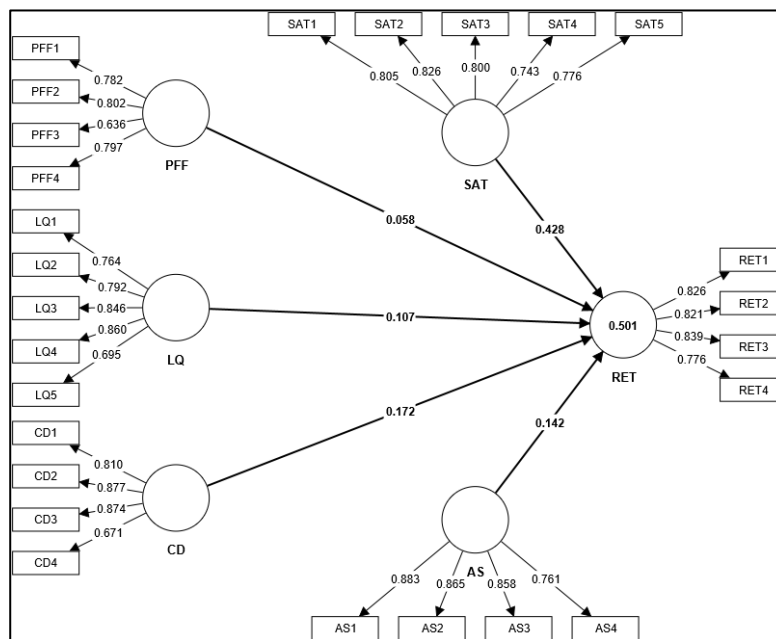 SAT1 SAT2 SAT3 SAT4 SAT5
0.805 0.826 0.800 0.743 0.776
SAT
PFF1
PFF2
PFF3
PFF4
0.782
0.802
0.636
0.797
PFF
0.058
0.428
LQ1
LQ2
LQ3
LQ4
LQ5
0.764
0.792
0.846
0.860
0.695
LQ
0.107
0.501
RET
0.826
0.821
0.839
0.776
RET1
RET2
RET3
RET4
CD1
CD2
CD3
CD4
0.810
0.877
0.874
0.671
CD
0.172
0.142
AS
0.883 0.865 0.858 0.761
AS1 AS2 AS3 AS4